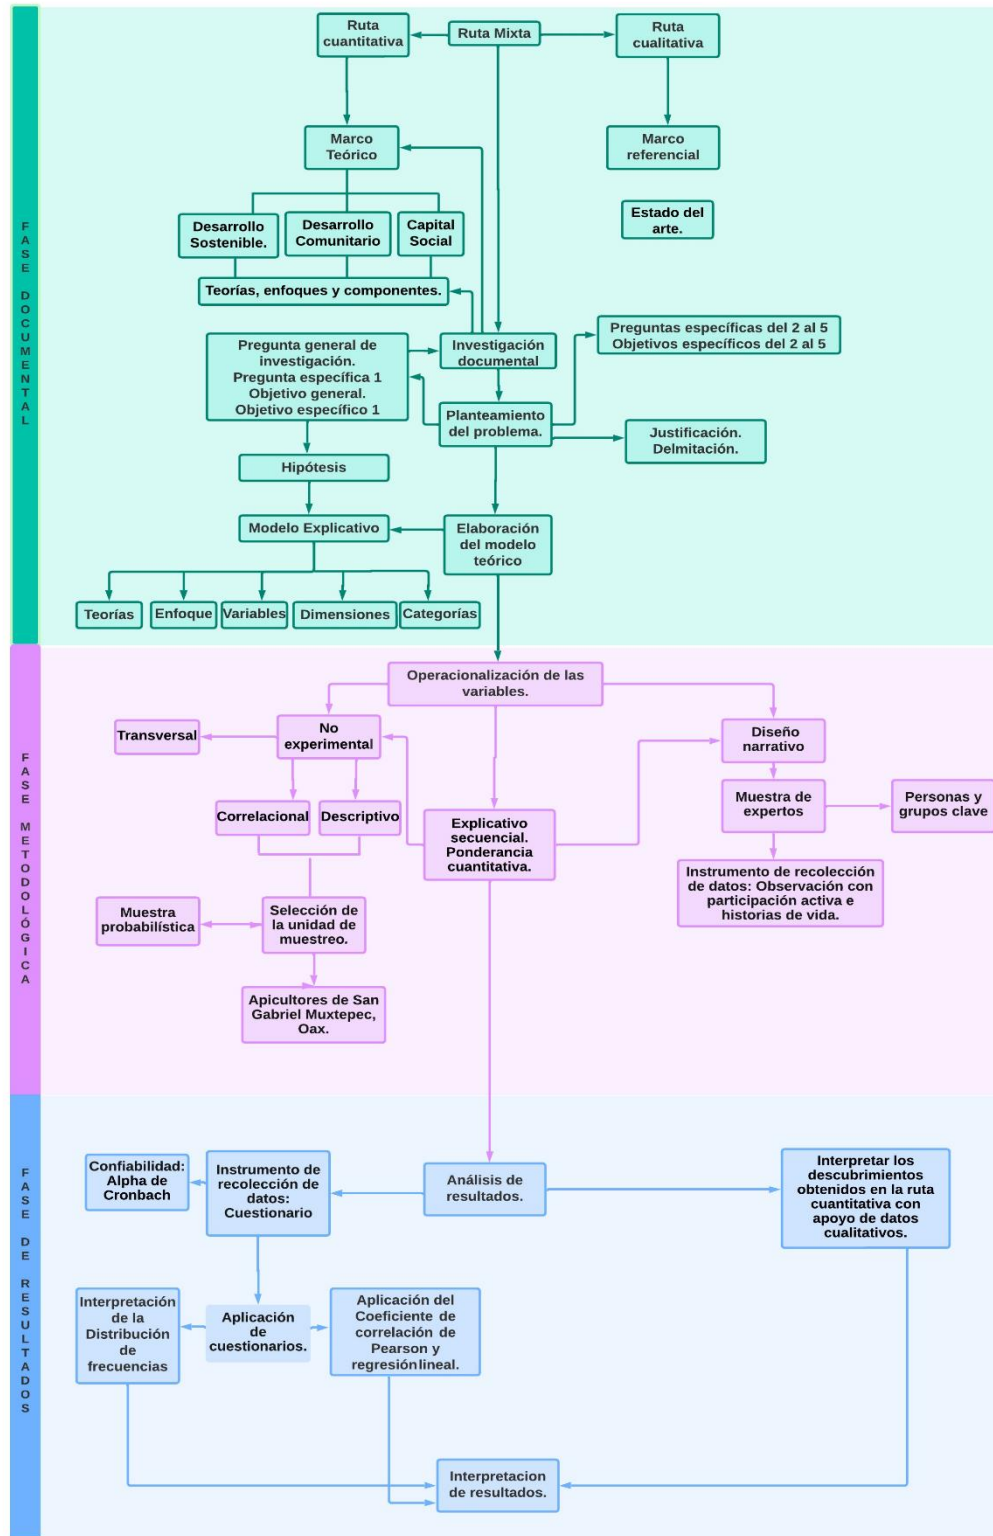 FASE DOCUMENTAL
Ruta
cuantitativa
Ruta Mixta
Ruta
cualitativa
Marco
Teórico
Marco
referencial
Desarrollo
Sostenible.
Desarrollo
Comunitario
Capital
Social
Estado del
arte.
Teorías, enfoques y componentes.
Pregunta general de
investigación.
Pregunta específica 1
Objetivo general.
Objetivo específico 1
Investigación
documental
Preguntas específicas del 2 al 5
Objetivos específicos del 2 al 5
Planteamiento
del problema.
Justificación.
Delmitación.
Hipótesis
Modelo Explicativo
Elaboración
del modelo
teórico
Teorías
Enfoque
Variables
Dimensiones
Categorías
FASE METODOLÓGICA
Operacionalización de las
variables.
Transversal
No
experimental
Diseño
narrativo
Correlacional
Descriptivo
Explicativo
secuencial.
Ponderancia
cuantitativa.
Muestra de
expertos
Personas y
grupos clave
Instrumento de recolección
de datos: Observación con
participación activa e
historias de vida.
Muestra
probabilística
Selección de
la unidad de
muestreo.
Apicultores de San
Gabriel Muxtepec,
Oax.
FASE DE RESULTADOS
Confiabilidad:
Alpha de
Cronbach
Instrumento de
recolección de
datos:
Cuestionario
Análisis de
resultados.
Interpretar los
descubrimientos
obtenidos en la ruta
cuantitativa con
apoyo de datos
cualitativos.
Interpretación
de la
Distribución
de
frecuencias
Aplicación
de
cuestionarios.
Aplicación del
Coeficiente de
correlación de
Pearson y
regresión lineal.
Interpretacion
de resultados.